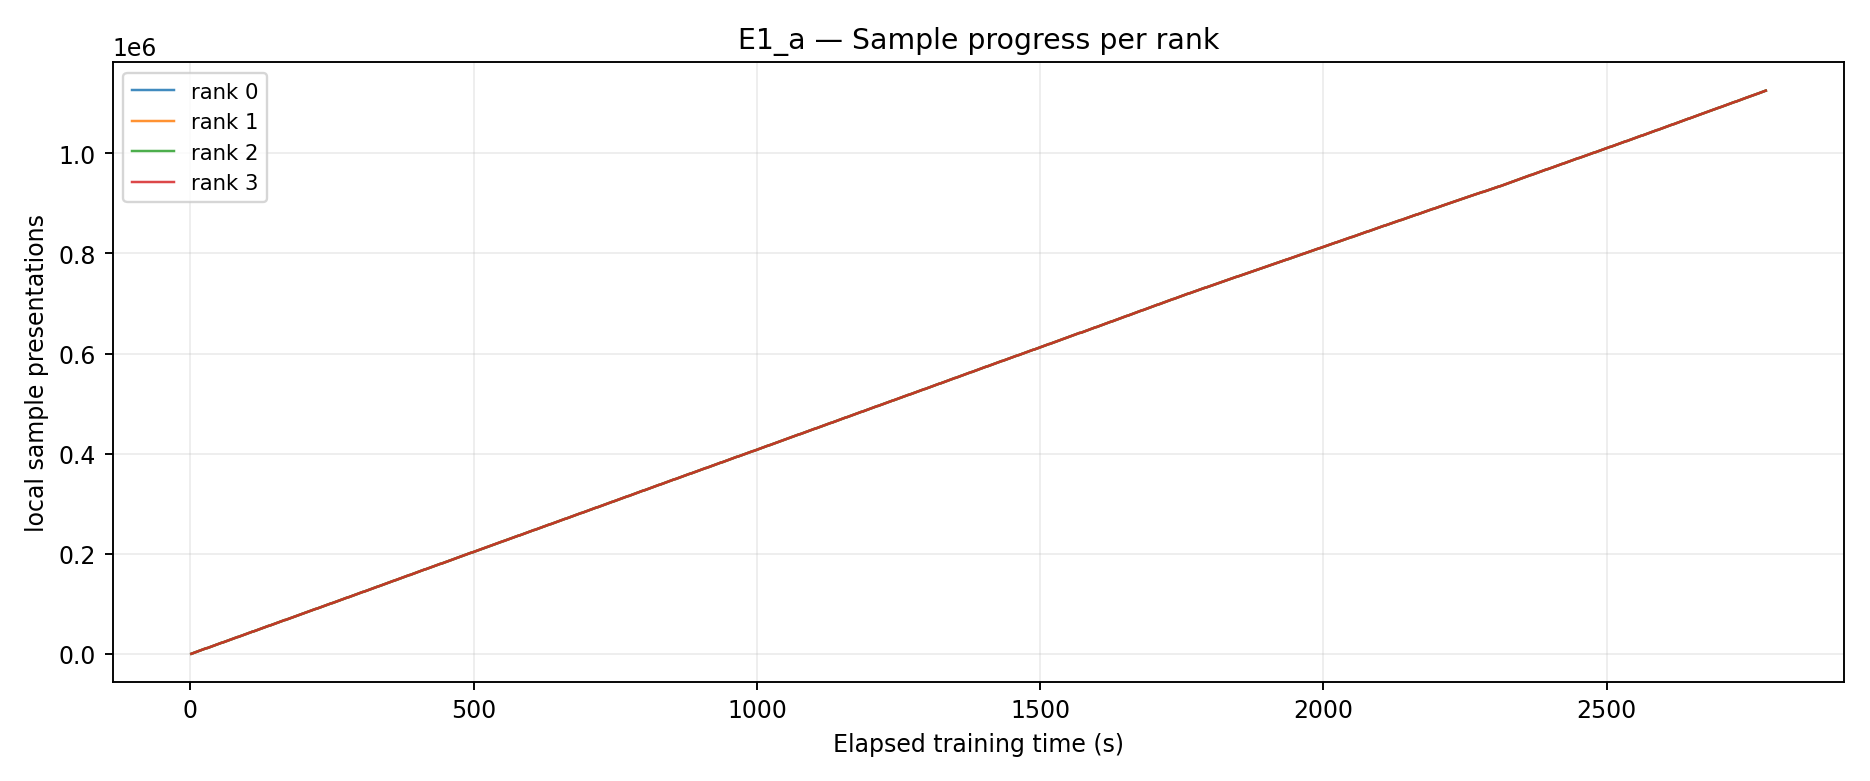 E1_a — Sample progress per rank
1e6
rank 0
rank 1
rank 2
rank 3
local sample presentations
1.0
0.8
0.6
0.4
0.2
0.0
0 500 1000 1500 2000 2500
Elapsed training time (s)